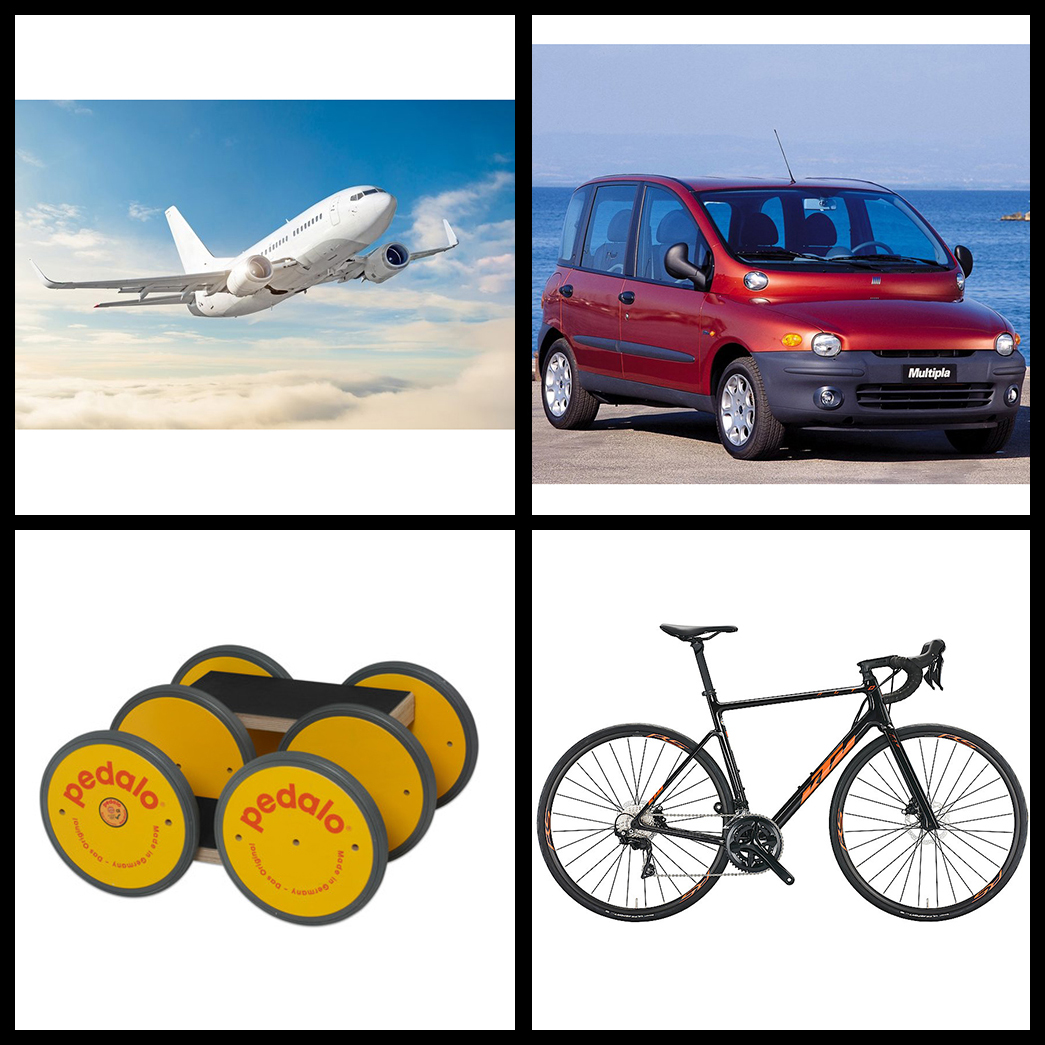 Multipla
pedalo®
Made in Germany - Das Original
pedalo®
Made in Germany - Das Original
KTM